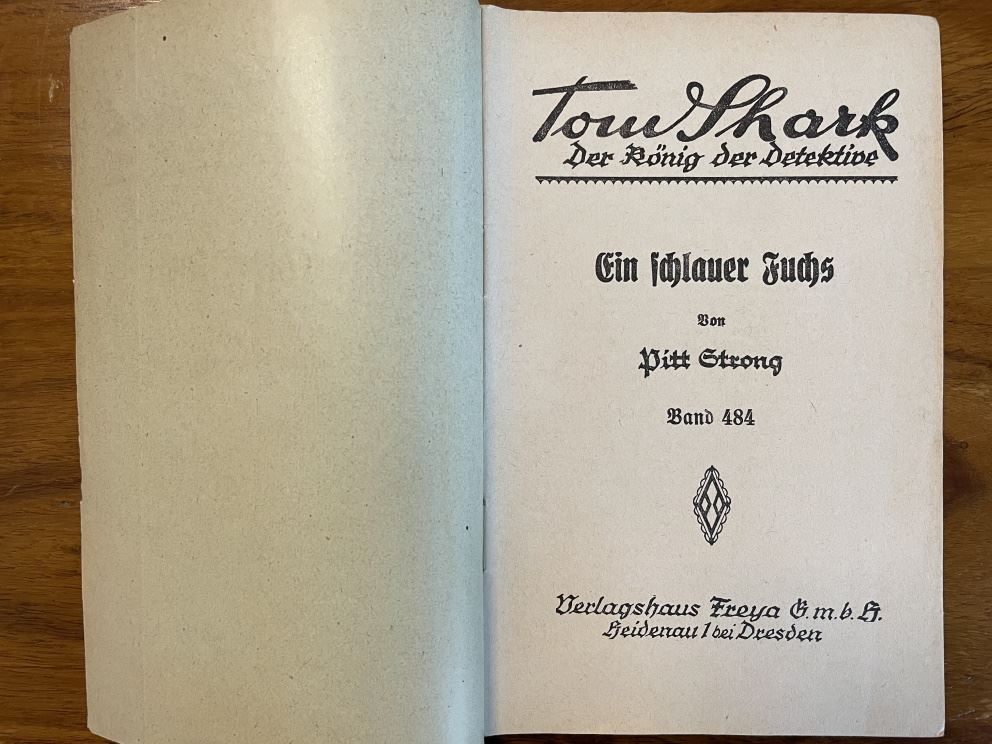 Tom Shark
Der König der Detektive
Ein schlauer Fuchs
Von
Pitt Strong
Band 484
Verlagshaus Freya G.m.b.H.
Heidenau 1 bei Dresden